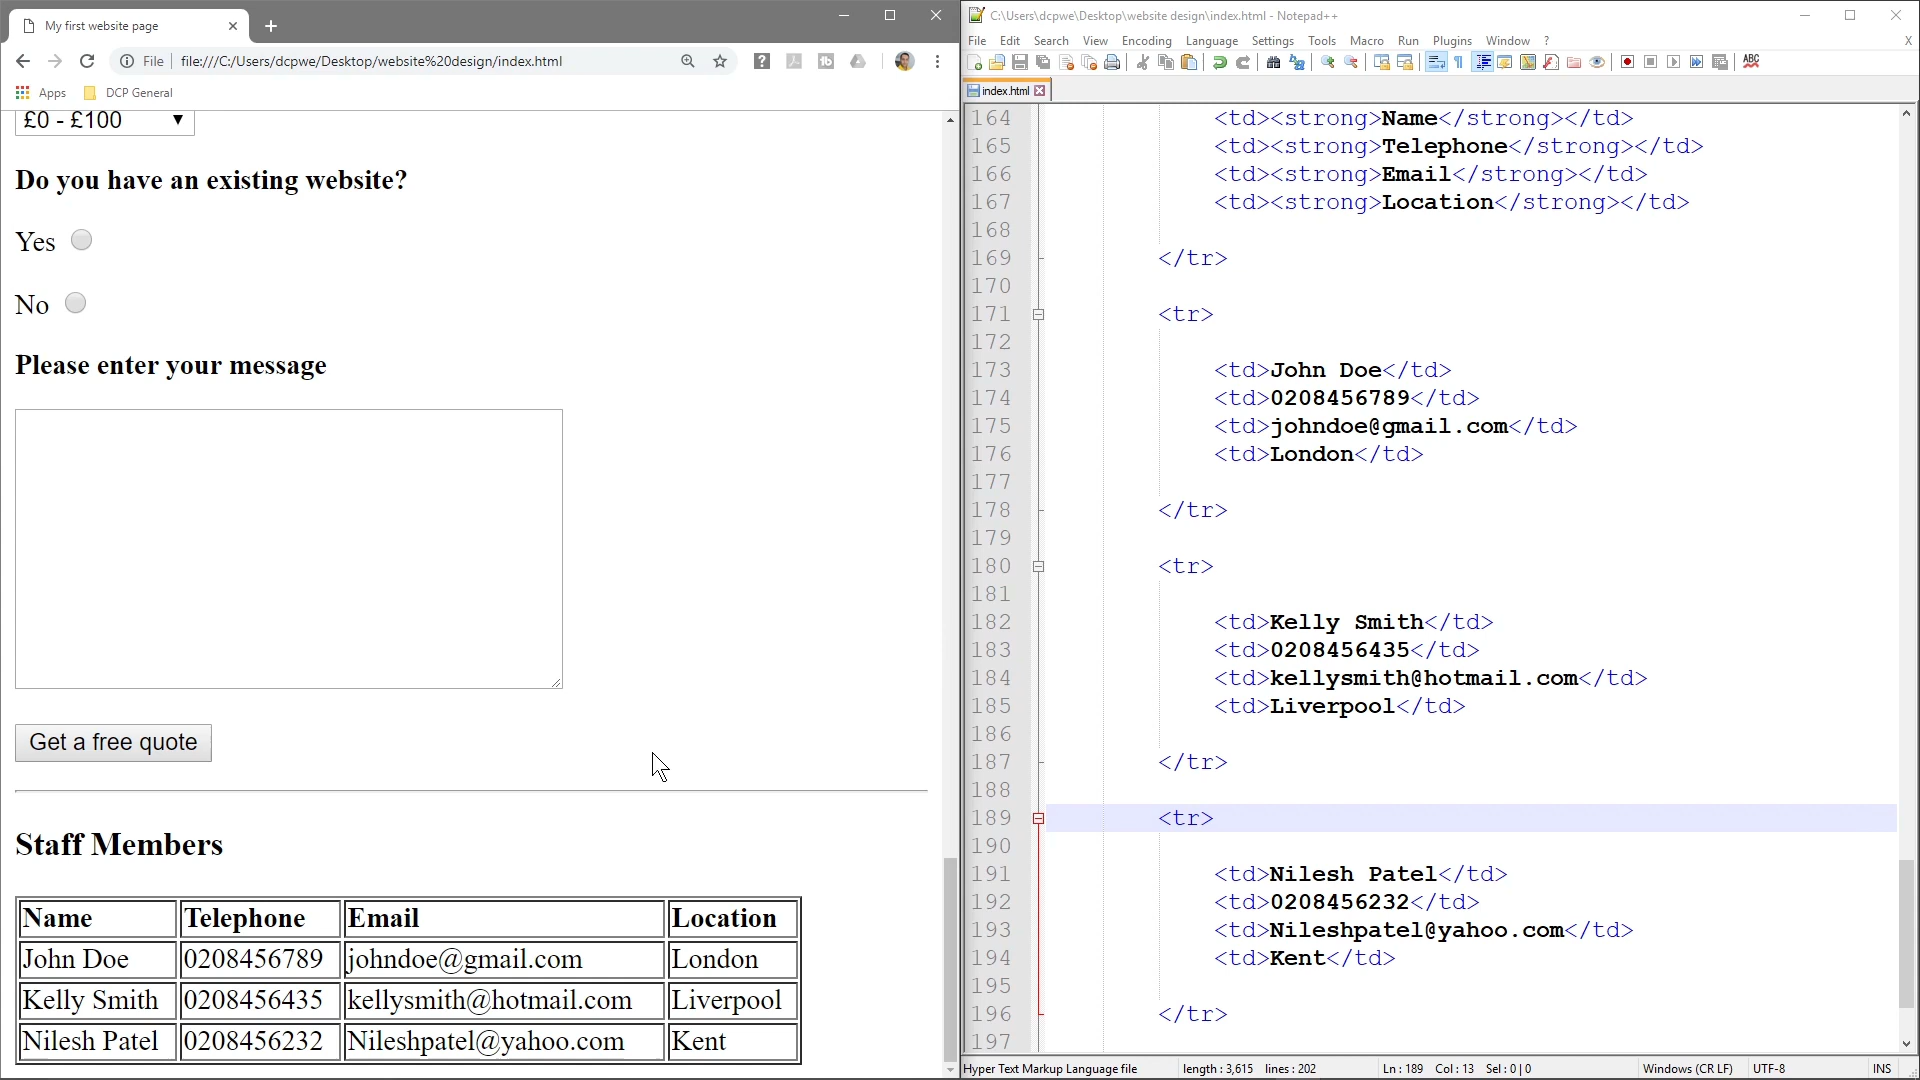 My first website page
File file:///C:/Users/dcpwe/Desktop/website%20design/index.html
Apps DCP General
£0 - £100
Do you have an existing website?
Yes
No
Please enter your message
Get a free quote
Staff Members
Name Telephone Email Location
John Doe 0208456789 johndoe@gmail.com London
Kelly Smith 0208456435 kellysmith@hotmail.com Liverpool
Nilesh Patel 0208456232 Nileshpatel@yahoo.com Kent
C:\Users\dcpwe\Desktop\website design\index.html - Notepad++
File Edit Search View Encoding Language Settings Tools Macro Run Plugins Window ? X
ABC
index.html
164 <td><strong>Name</strong></td>
165 <td><strong>Telephone</strong></td>
166 <td><strong>Email</strong></td>
167 <td><strong>Location</strong></td>
168
169 </tr>
170
171 <tr>
172
173 <td>John Doe</td>
174 <td>0208456789</td>
175 <td>johndoe@gmail.com</td>
176 <td>London</td>
177
178 </tr>
179
180 <tr>
181
182 <td>Kelly Smith</td>
183 <td>0208456435</td>
184 <td>kellysmith@hotmail.com</td>
185 <td>Liverpool</td>
186
187 </tr>
188
189 <tr>
190
191 <td>Nilesh Patel</td>
192 <td>0208456232</td>
193 <td>Nileshpatel@yahoo.com</td>
194 <td>Kent</td>
195
196 </tr>
197
Hyper Text Markup Language file length : 3,615 lines : 202 Ln : 189 Col : 13 Sel : 0 | 0 Windows (CR LF) UTF-8 INS